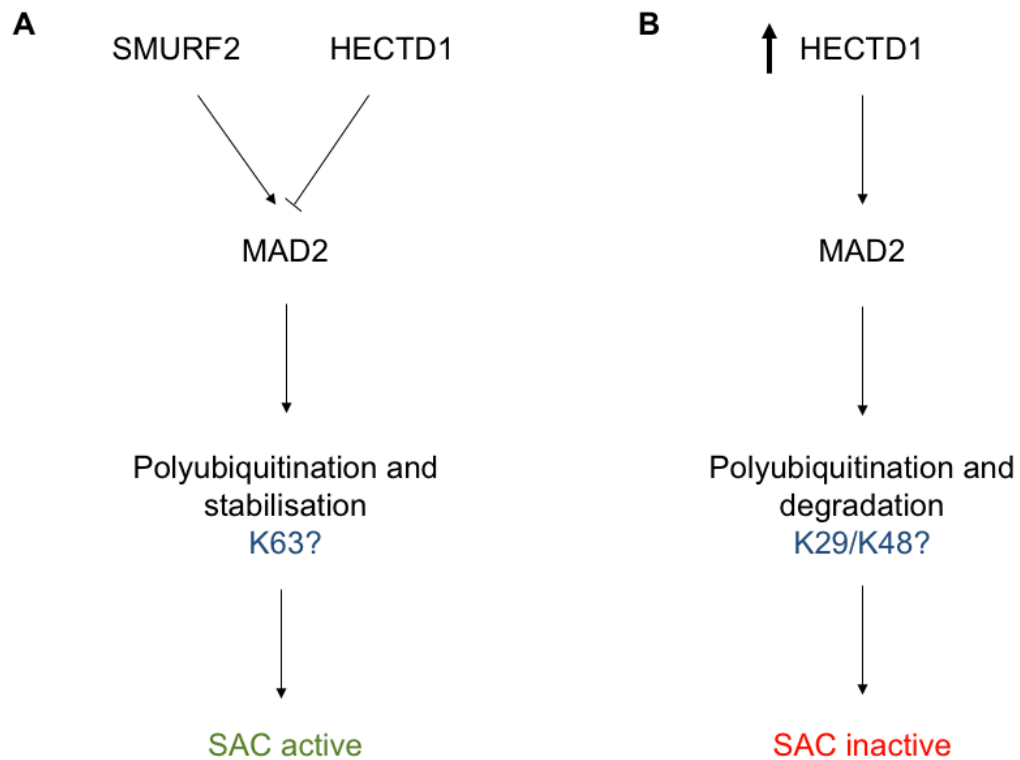 A
SMURF2
HECTD1
MAD2
Polyubiquitination and
stabilisation
K63?
SAC active
B
HECTD1
MAD2
Polyubiquitination and
degradation
K29/K48?
SAC inactive